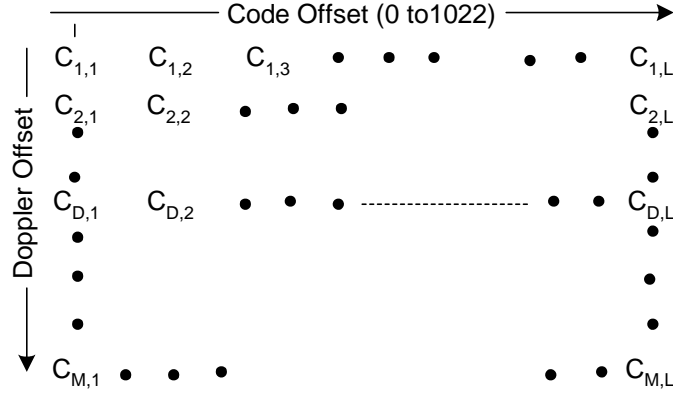 Code Offset (0 to1022)
C1,1 C1,2 C1,3 C1,L
C2,1 C2,2 C2,L
CD,1 CD,2 CD,L
CM,1 CM,L
Doppler Offset